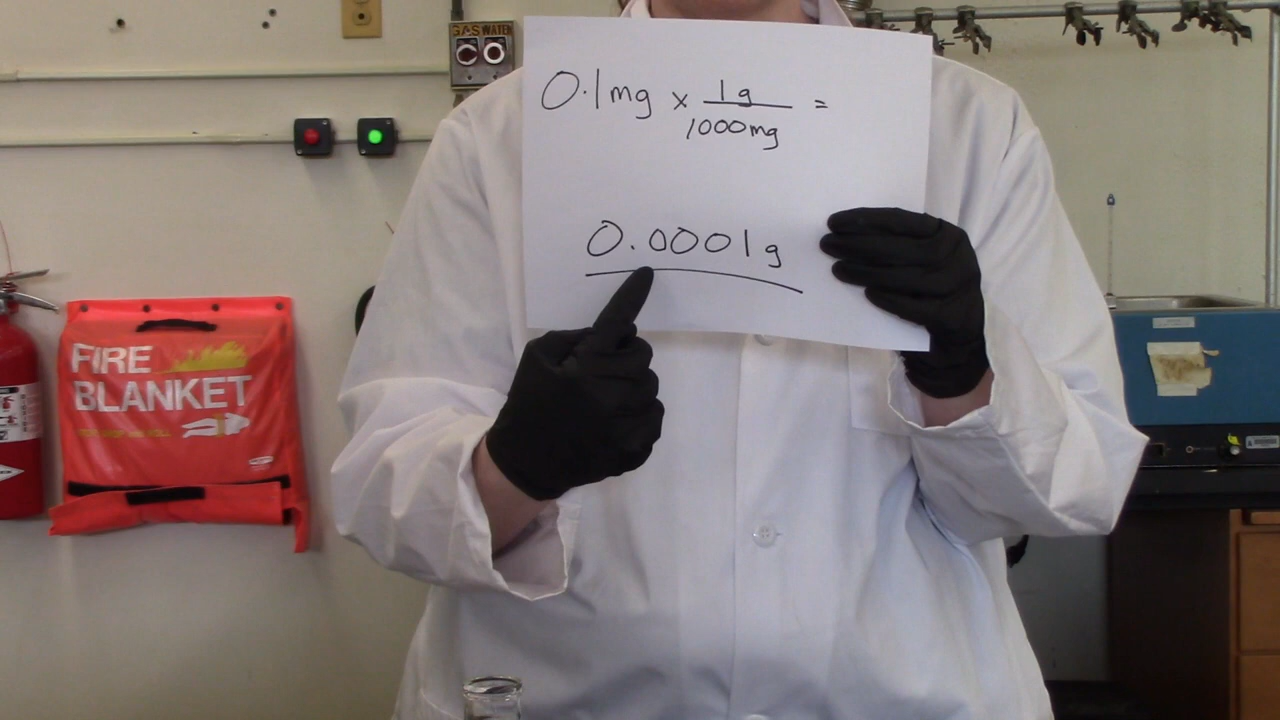 GAS WATER
0.1mg x 1g =
1000mg
0.0001g
FIRE
BLANKET